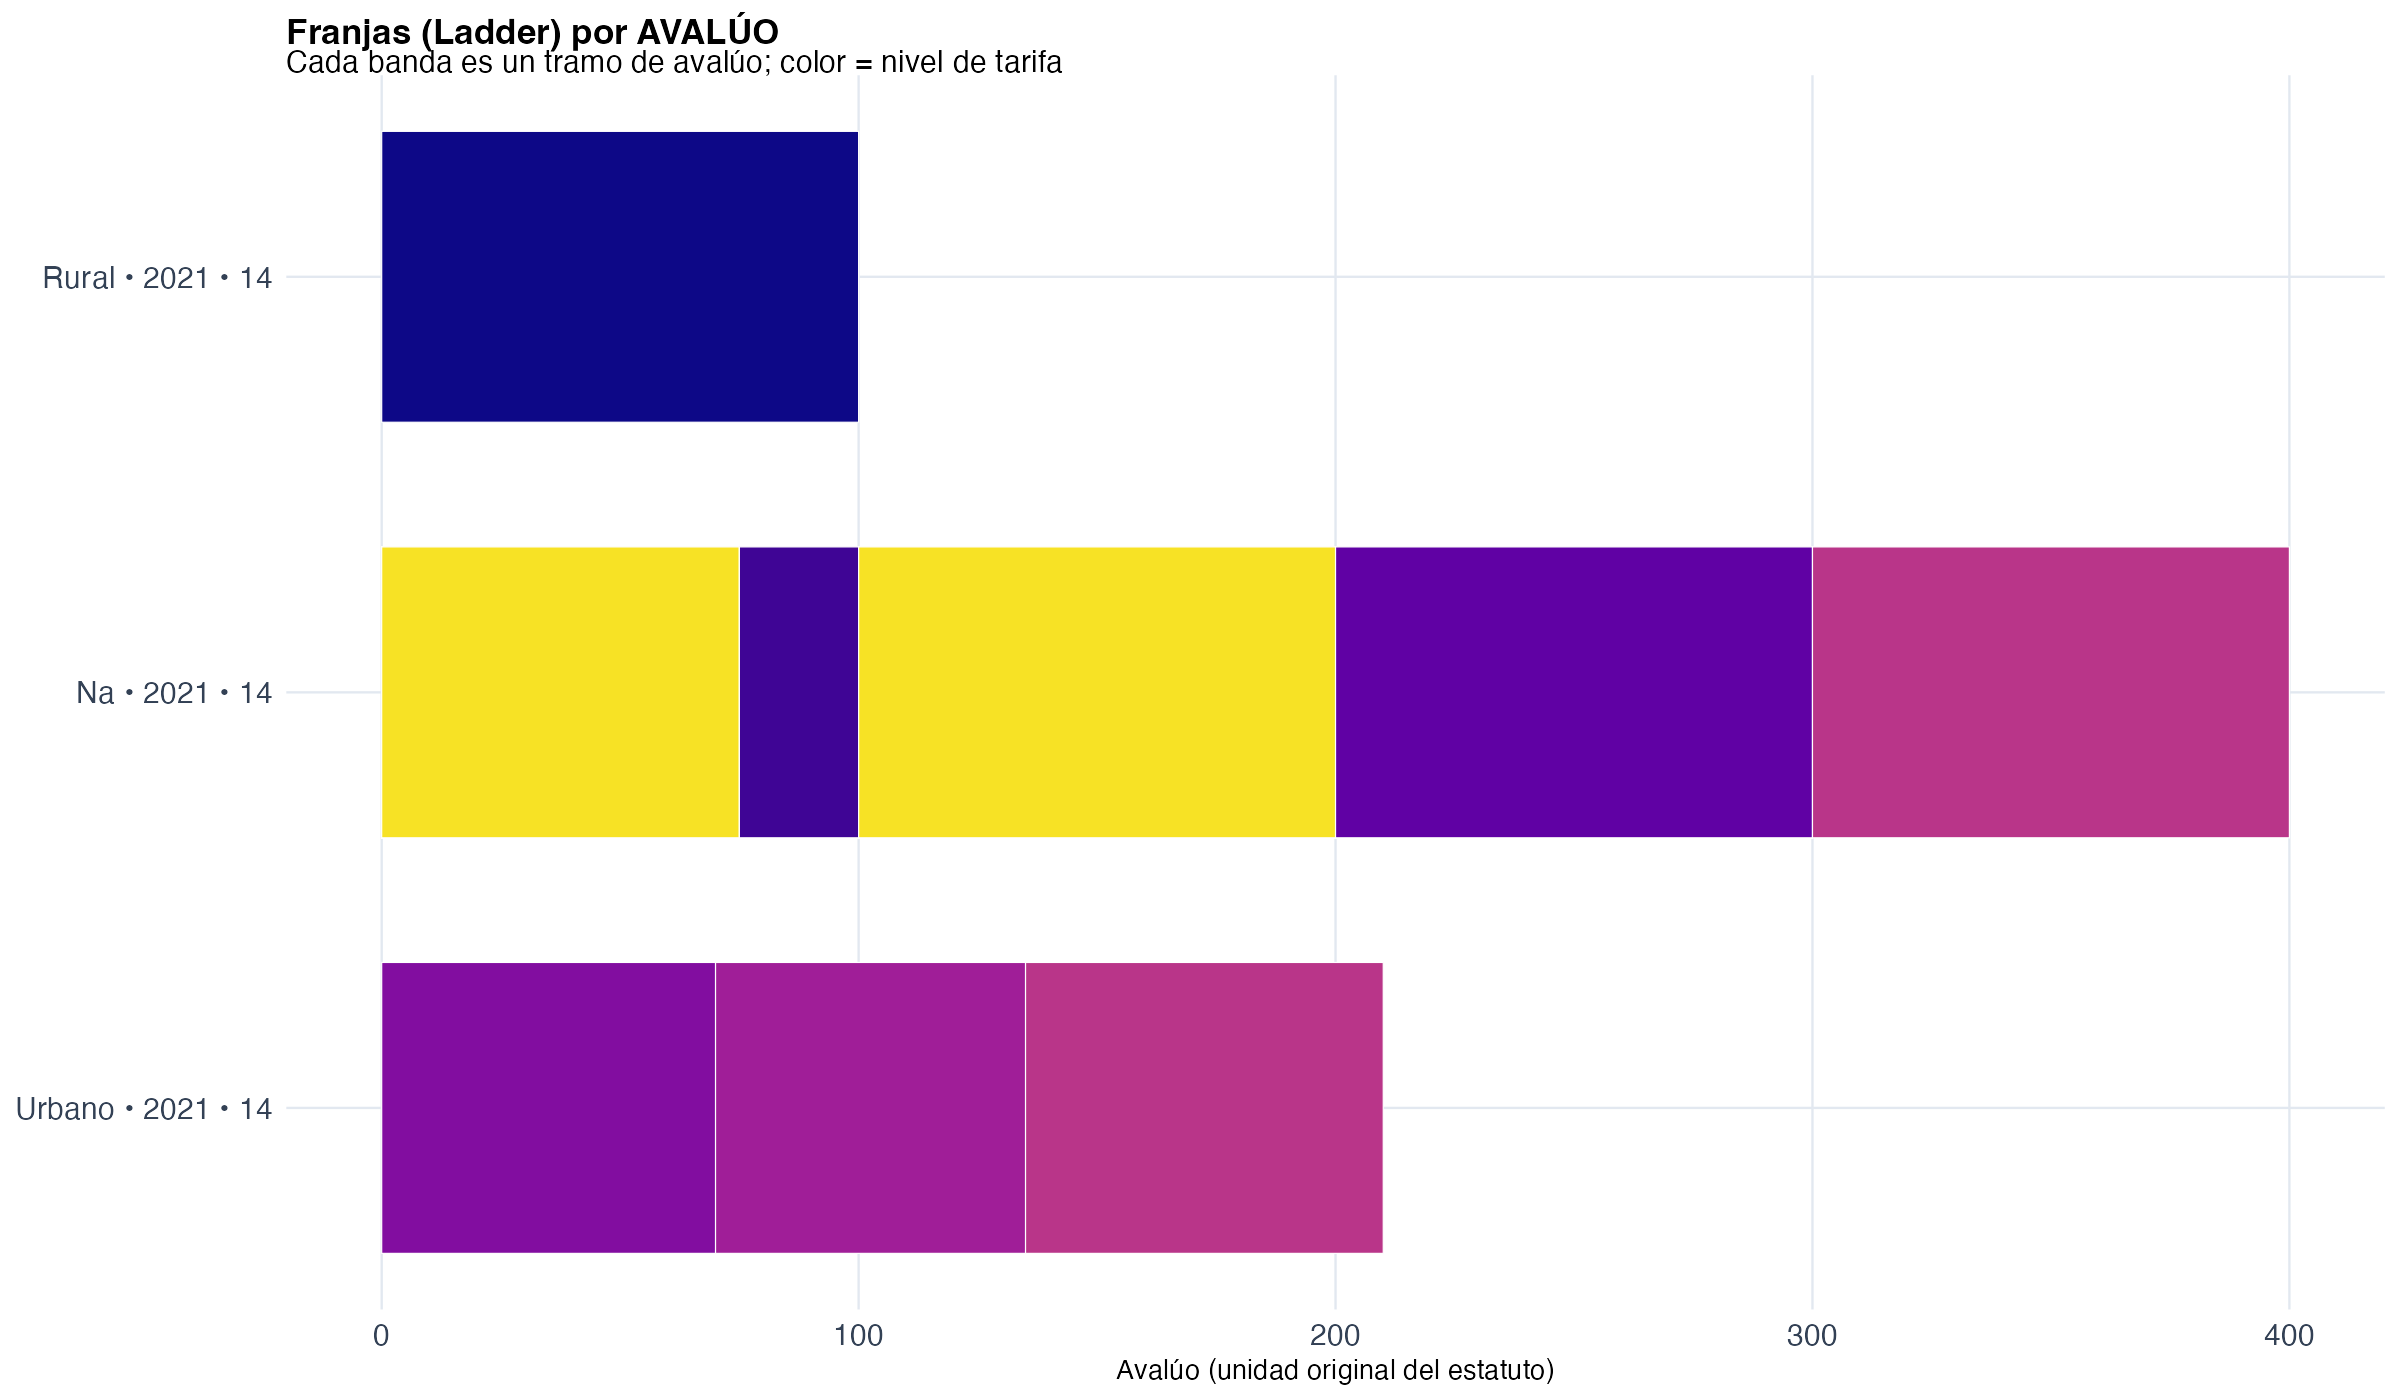 Franjas (Ladder) por AVALÚO
Cada banda es un tramo de avalúo; color = nivel de tarifa
Rural • 2021 • 14
Na • 2021 • 14
Urbano • 2021 • 14
0 100 200 300 400
Avalúo (unidad original del estatuto)